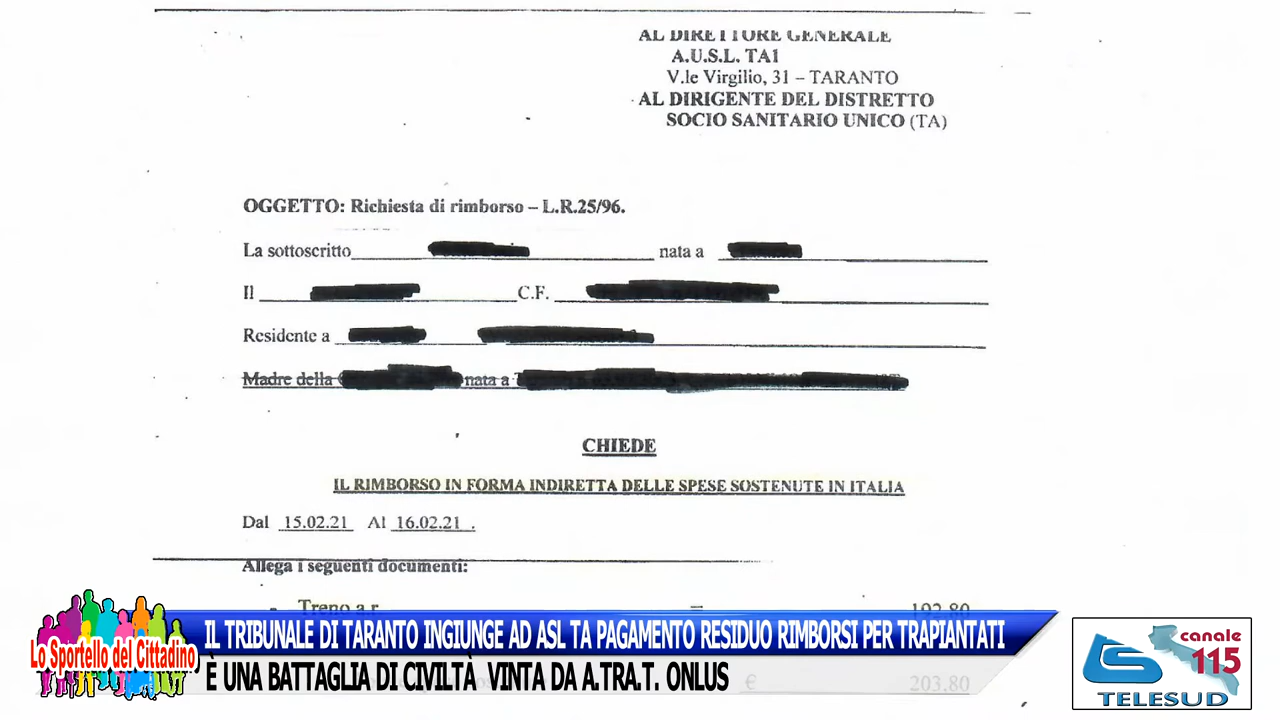 AL DIRETTORE GENERALE
A.U.S.L. TA1
V.le Virgilio, 31 – TARANTO
AL DIRIGENTE DEL DISTRETTO
SOCIO SANITARIO UNICO (TA)
OGGETTO: Richiesta di rimborso – L.R.25/96.
La sottoscritto nata a
Il C.F.
Residente a
Madre della nata a
CHIEDE
IL RIMBORSO IN FORMA INDIRETTA DELLE SPESE SOSTENUTE IN ITALIA
Dal 15.02.21 Al 16.02.21 .
Allega i seguenti documenti:
- Treno a.r. = 192,80
IL TRIBUNALE DI TARANTO INGIUNGE AD ASL TA PAGAMENTO RESIDUO RIMBORSI PER TRAPIANTATI
È UNA BATTAGLIA DI CIVILTÀ VINTA DA A.TRA.T. ONLUS
€ 203.80
Lo Sportello del Cittadino
canale
115
TELESUD